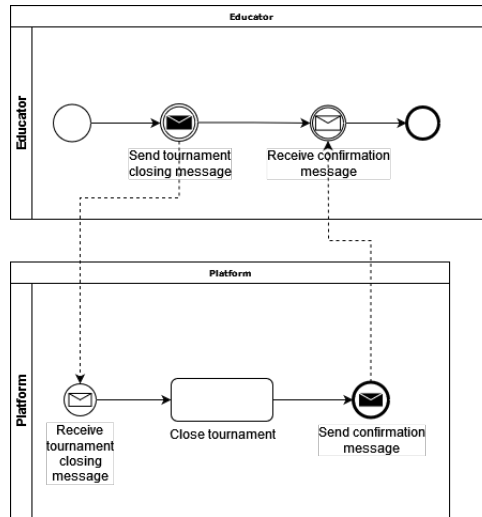 Educator
Educator
Send tournament
closing message
Receive confirmation
message
Platform
Platform
Receive
tournament
closing
message
Close tournament
Send confirmation
message